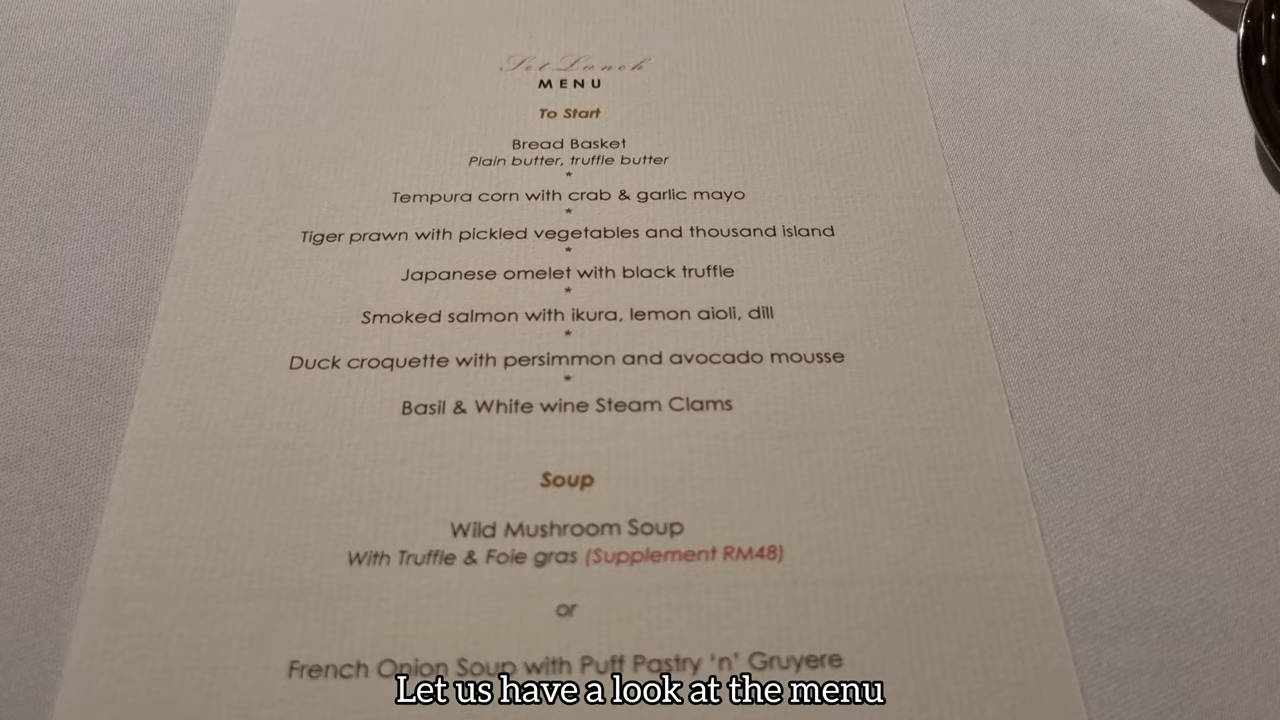 Set Lunch
MENU
To Start
Bread Basket
Plain butter, truffle butter
*
Tempura corn with crab & garlic mayo
*
Tiger prawn with pickled vegetables and thousand island
*
Japanese omelet with black truffle
*
Smoked salmon with ikura, lemon aioli, dill
*
Duck croquette with persimmon and avocado mousse
*
Basil & White wine Steam Clams
Soup
Wild Mushroom Soup
With Truffle & Foie gras (Supplement RM48)
or
French Onion Soup with Puff Pastry 'n' Gruyere
Let us have a look at the menu